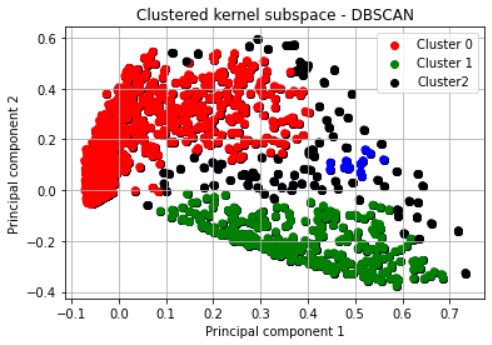 Clustered kernel subspace - DBSCAN
Cluster 0
Cluster 1
Cluster2
Principal component 2
0.6
0.4
0.2
0.0
−0.2
−0.4
−0.1 0.0 0.1 0.2 0.3 0.4 0.5 0.6 0.7
Principal component 1